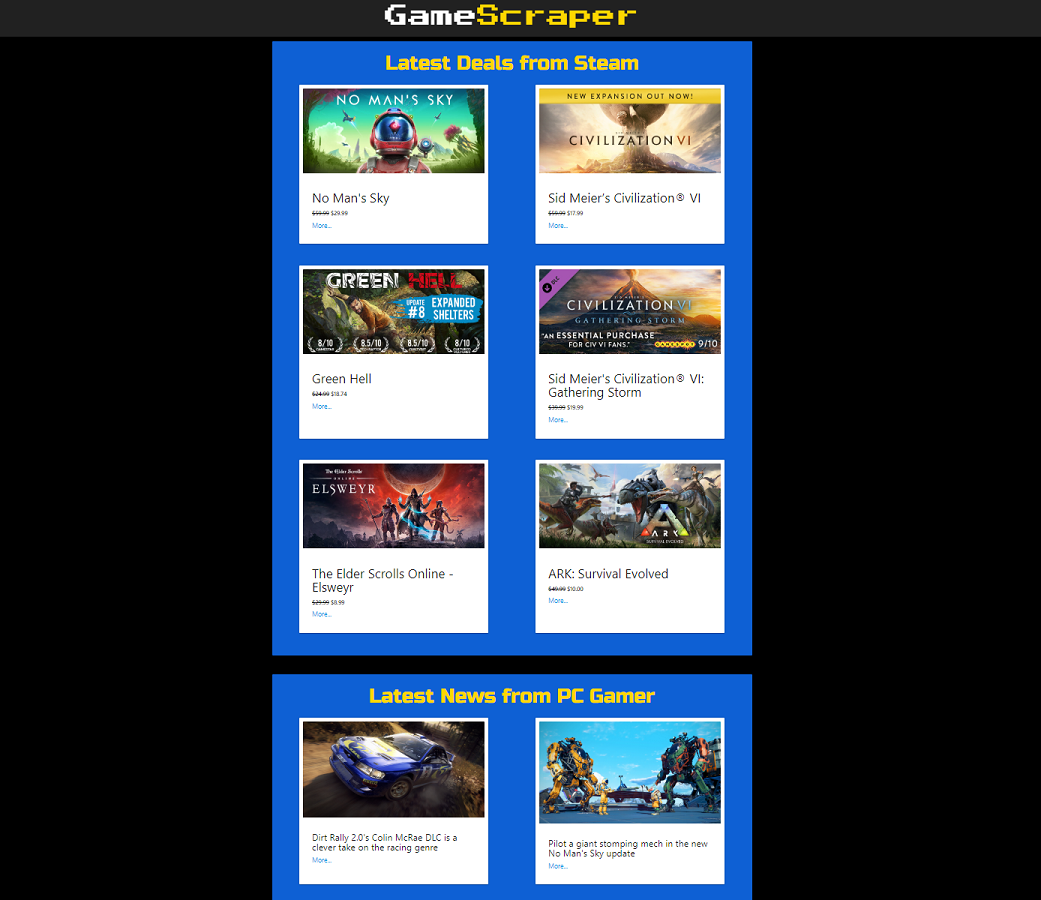 GameScraper
Latest Deals from Steam
NO MAN'S SKY
No Man's Sky
$59.99 $29.99
More...
NEW EXPANSION OUT NOW!
CIVILIZATION VI
Sid Meier's Civilization® VI
$59.99 $17.99
More...
GREEN HELL
UPDATE #8 EXPANDED
SHELTERS
8/10 8.5/10 8.5/10 8/10
Green Hell
$24.99 $18.74
More...
DLC
SID MEIER'S
CIVILIZATION VI
GATHERING STORM
"AN ESSENTIAL PURCHASE
FOR CIV VI FANS."
GAMESPOT 9/10
Sid Meier's Civilization® VI:
Gathering Storm
$39.99 $19.99
More...
The Elder Scrolls
ONLINE
ELSWEYR
The Elder Scrolls Online -
Elsweyr
$29.99 $8.99
More...
ARK
SURVIVAL EVOLVED
ARK: Survival Evolved
$49.99 $10.00
More...
Latest News from PC Gamer
Dirt Rally 2.0's Colin McRae DLC is a
clever take on the racing genre
More...
Pilot a giant stomping mech in the new
No Man's Sky update
More...